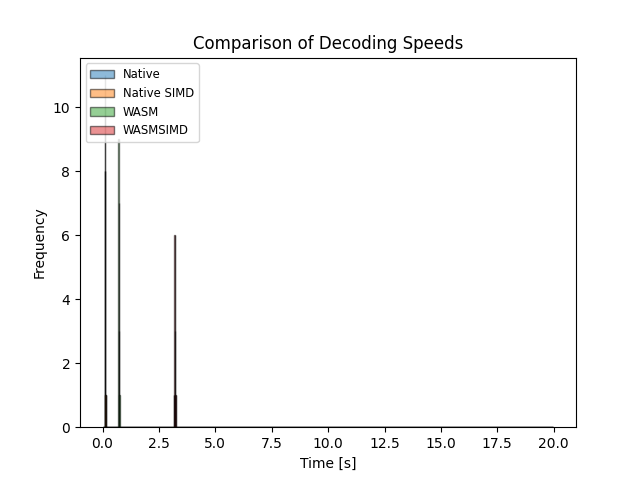 Comparison of Decoding Speeds
Native
Native SIMD
WASM
WASMSIMD
10
8
6
4
2
0
Frequency
0.0 2.5 5.0 7.5 10.0 12.5 15.0 17.5 20.0
Time [s]